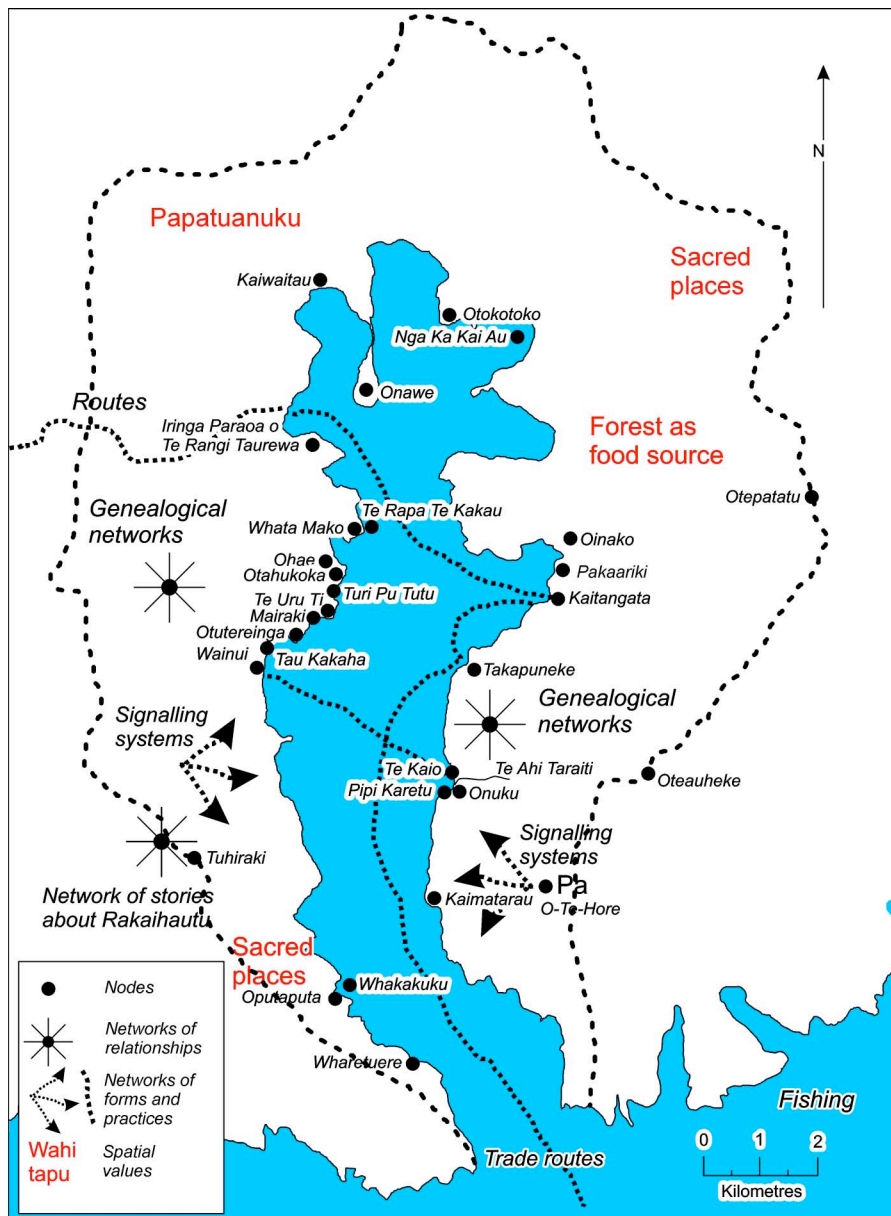 N
Papatuanuku
Sacred
places
Kaiwaitau
Otokotoko
Nga Ka Kai Au
Onawe
Routes
Iringa Paraoa o
Te Rangi Taurewa
Forest as
food source
Otepatatu
Genealogical
networks
Te Rapa Te Kakau
Whata Mako
Oinako
Ohae
Pakaariki
Otahukoka
Turi Pu Tutu
Kaitangata
Te Uru Ti
Mairaki
Otutereinga
Wainui
Tau Kakaha
Takapuneke
Genealogical
networks
Signalling
systems
Te Kaio
Te Ahi Taraiti
Oteauheke
Pipi Karetu
Onuku
Signalling
systems
Tuhiraki
Network of stories
about Rakaihautu
Pa
O-Te-Hore
Kaimatarau
Sacred
places
Whakakuku
Oputaputa
Wharetuere
Nodes
Networks of
relationships
Networks of
forms and
practices
Wahi
tapu
Spatial
values
Fishing
Trade routes
0 1 2
Kilometres